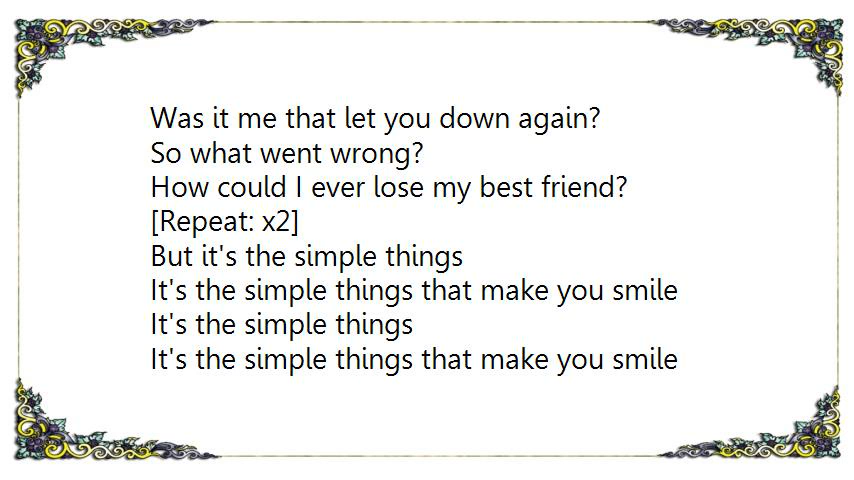 Was it me that let you down again?
So what went wrong?
How could I ever lose my best friend?
[Repeat: x2]
But it's the simple things
It's the simple things that make you smile
It's the simple things
It's the simple things that make you smile